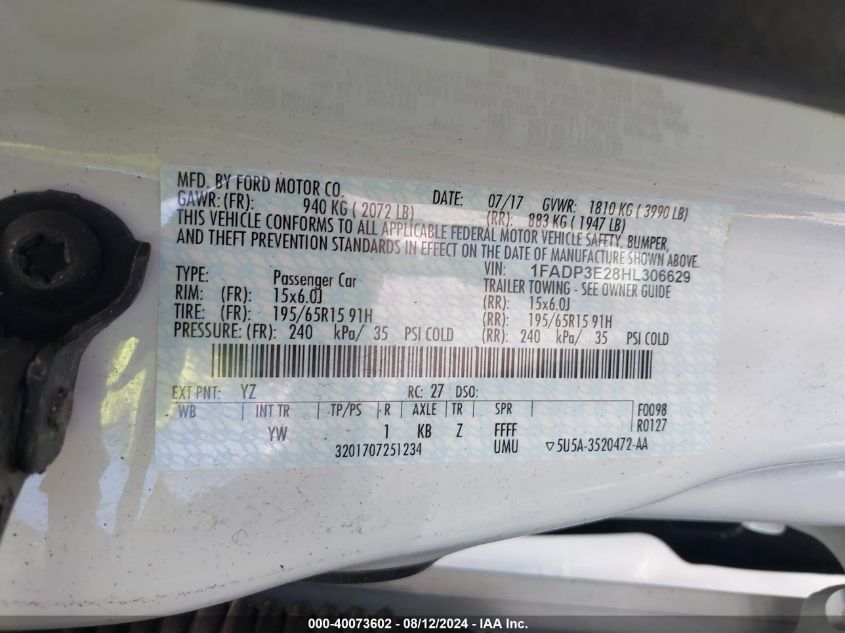 MFD. BY FORD MOTOR CO. DATE: 07/17 GVWR: 1810 KG ( 3990 LB)
GAWR:(FR): 940 KG ( 2072 LB) (RR): 883 KG ( 1947 LB)
THIS VEHICLE CONFORMS TO ALL APPLICABLE FEDERAL MOTOR VEHICLE SAFETY, BUMPER,
AND THEFT PREVENTION STANDARDS IN EFFECT ON THE DATE OF MANUFACTURE SHOWN ABOVE.
VIN: 1FADP3E28HL306629
TYPE: Passenger Car TRAILER TOWING - SEE OWNER GUIDE
RIM: (FR): 15x6.0J (RR): 15x6.0J
TIRE: (FR): 195/65R15 91H (RR): 195/65R15 91H
PRESSURE: (FR): 240 kPa/ 35 PSI COLD (RR): 240 kPa/ 35 PSI COLD
EXT PNT: YZ RC: 27 DSO:
WB INT TR TP/PS R AXLE TR SPR F0098
YW 1 KB Z FFFF R0127
3201707251234 UMU ▽5U5A-3520472-AA
000-40073602 - 08/12/2024 - IAA Inc.